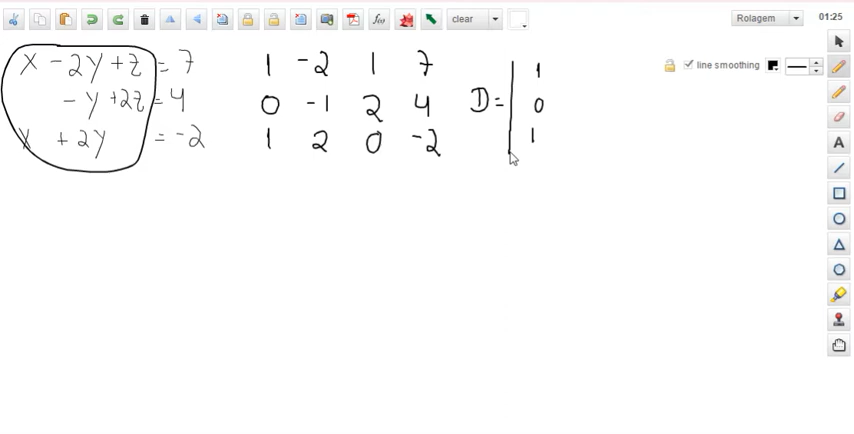 clear
Rolagem
01:25
line smoothing
x - 2y + z = 7
- y + 2z = 4
x + 2y = -2
1 -2 1 7
0 -1 2 4
1 2 0 -2
D = | 1
0
1
f(x)
A